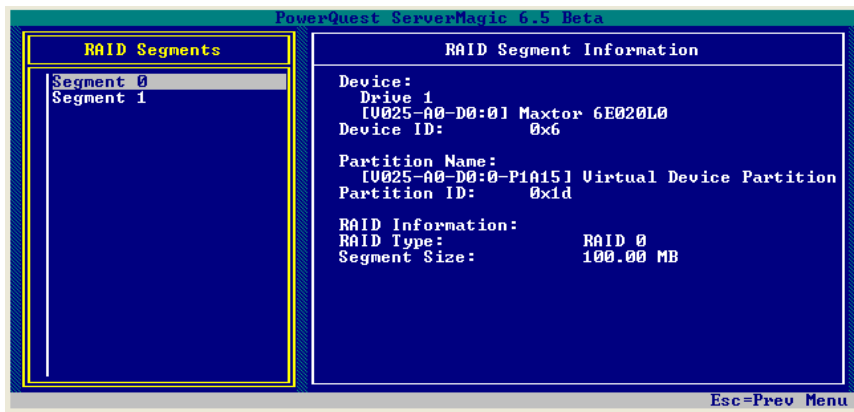 PowerQuest ServerMagic 6.5 Beta
RAID Segments
Segment 0
Segment 1
RAID Segment Information
Device:
Drive 1
[V025-A0-D0:0] Maxtor 6E020L0
Device ID: 0x6
Partition Name:
[V025-A0-D0:0-P1A15] Virtual Device Partition
Partition ID: 0x1d
RAID Information:
RAID Type: RAID 0
Segment Size: 100.00 MB
Esc=Prev Menu